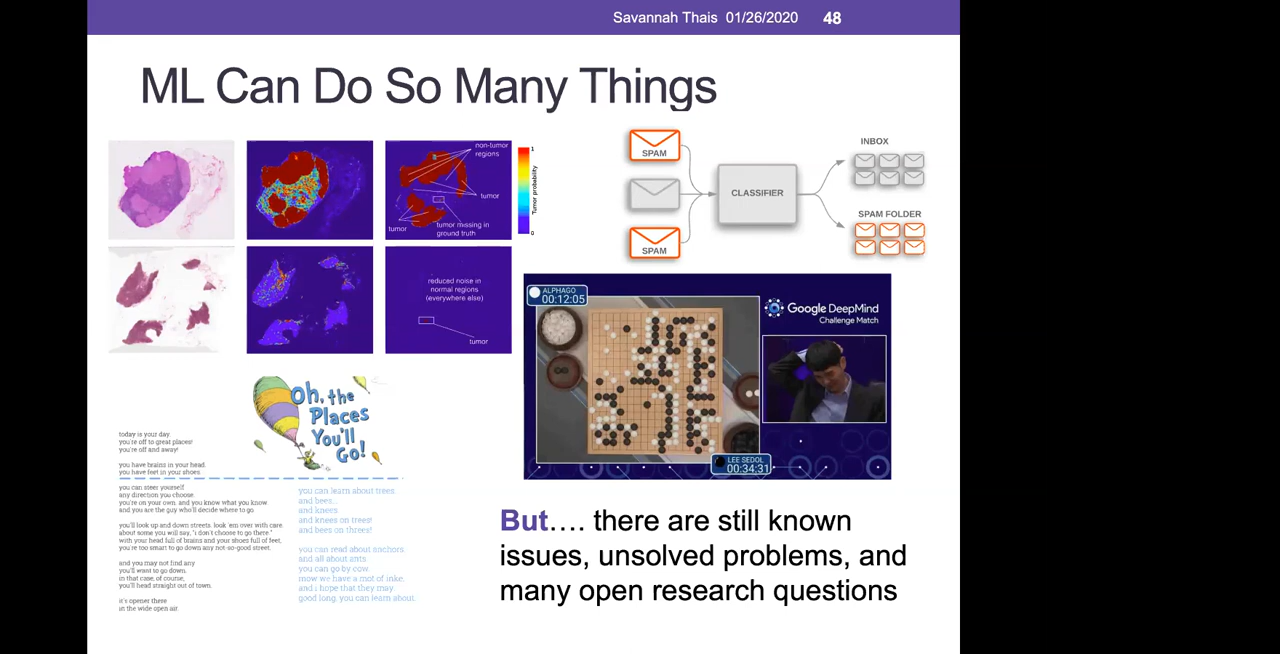 Savannah Thais 01/26/2020 48
ML Can Do So Many Things
non-tumor
regions
tumor
tumor
tumor missing in
ground truth
1
Tumor probability
0
reduced noise in
normal regions
(everywhere else)
tumor
SPAM
SPAM
CLASSIFIER
INBOX
SPAM FOLDER
ALPHAGO
00:12:05
Google DeepMind
Challenge Match
LEE SEDOL
00:34:31
Oh, the
Places
You'll
Go!
today is your day.
you're off to great places!
you're off and away!
you have brains in your head.
you have feet in your shoes.
you can steer yourself
any direction you choose.
you're on your own. and you know what you know.
and you are the guy who'll decide where to go.
you'll look up and down streets. look 'em over with care.
about some you will say, "i don't choose to go there."
with your head full of brains and your shoes full of feet,
you're too smart to go down any not-so-good street.
and you may not find any
you'll want to go down.
in that case, of course,
you'll head straight out of town.
it's opener there
in the wide open air.
you can learn about trees
and bees...
and knees.
and knees on trees!
and bees on threes!
you can read about anchors.
and all about ants.
you can go by cow.
mow we have a mot of inke.
and i hope that they may.
good long, you can learn about.
But…. there are still known
issues, unsolved problems, and
many open research questions